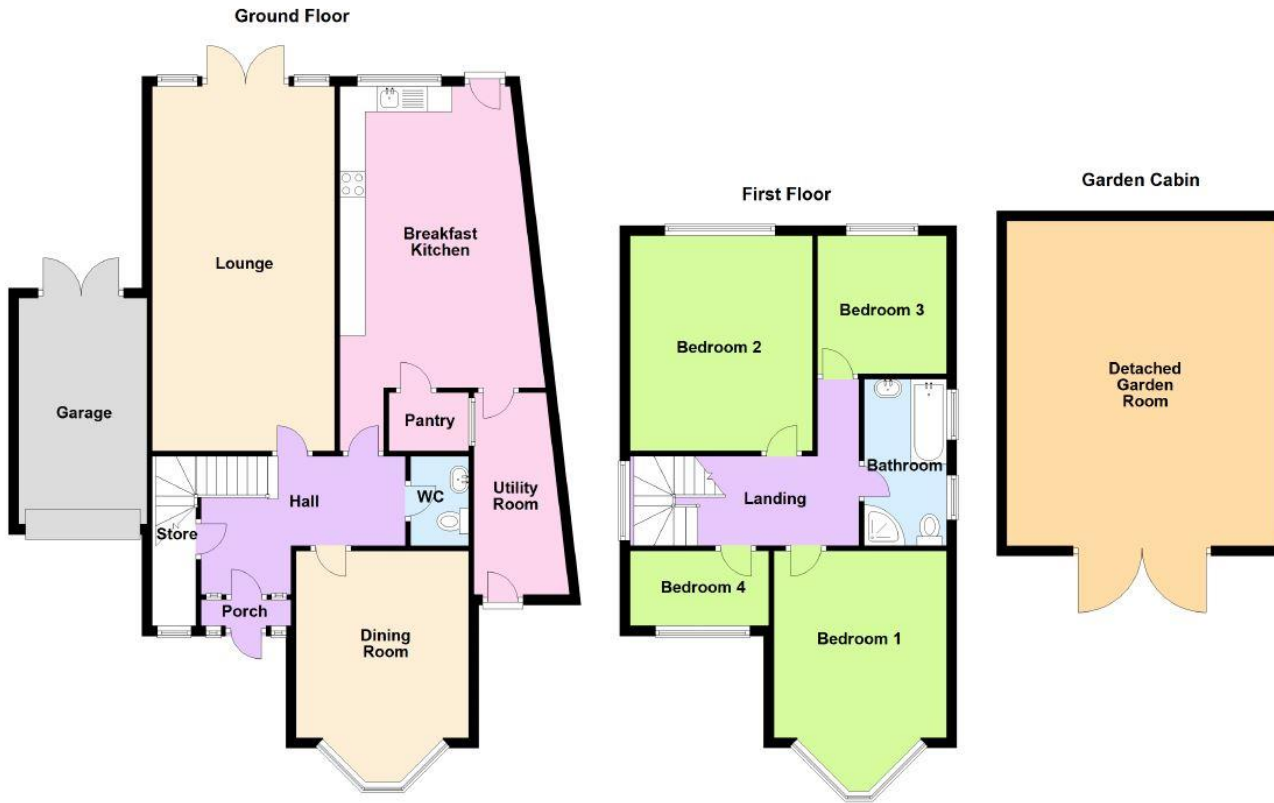 Ground Floor
Lounge
Breakfast
Kitchen
Garage
Pantry
Hall
WC
Utility
Room
Store
Porch
Dining
Room
First Floor
Bedroom 2
Bedroom 3
Bathroom
Landing
Bedroom 4
Bedroom 1
Garden Cabin
Detached
Garden
Room